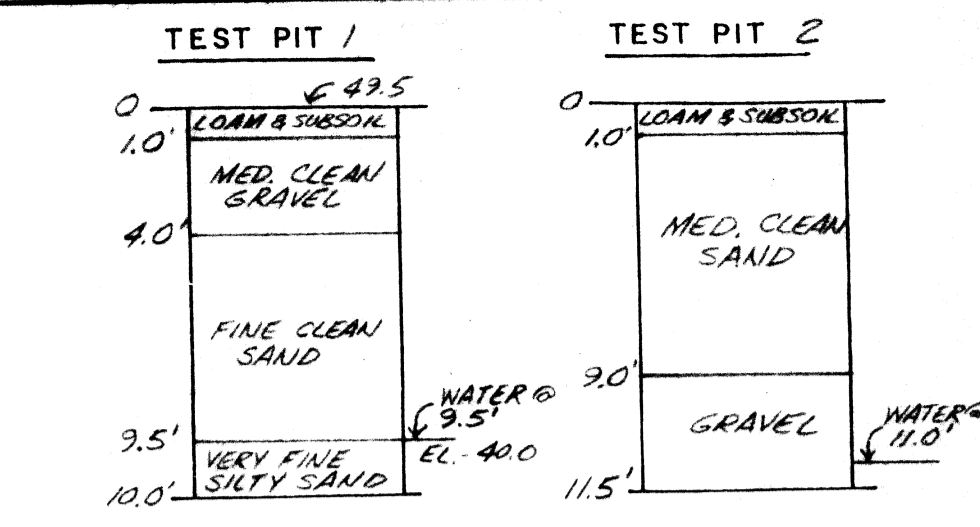 TEST PIT 1
49.5
0
LOAM & SUBSOIL
1.0'
MED. CLEAN
GRAVEL
4.0'
FINE CLEAN
SAND
WATER @
9.5'
9.5'
EL. 40.0
VERY FINE
SILTY SAND
10.0'
TEST PIT 2
0
LOAM & SUBSOIL
1.0'
MED. CLEAN
SAND
9.0'
GRAVEL
WATER @
11.0'
11.5'